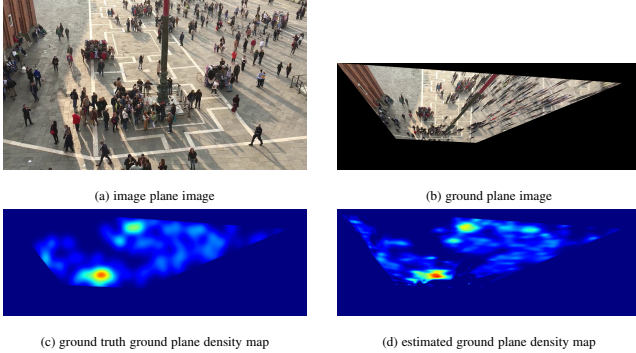 (a) image plane image
(b) ground plane image
(c) ground truth ground plane density map
(d) estimated ground plane density map